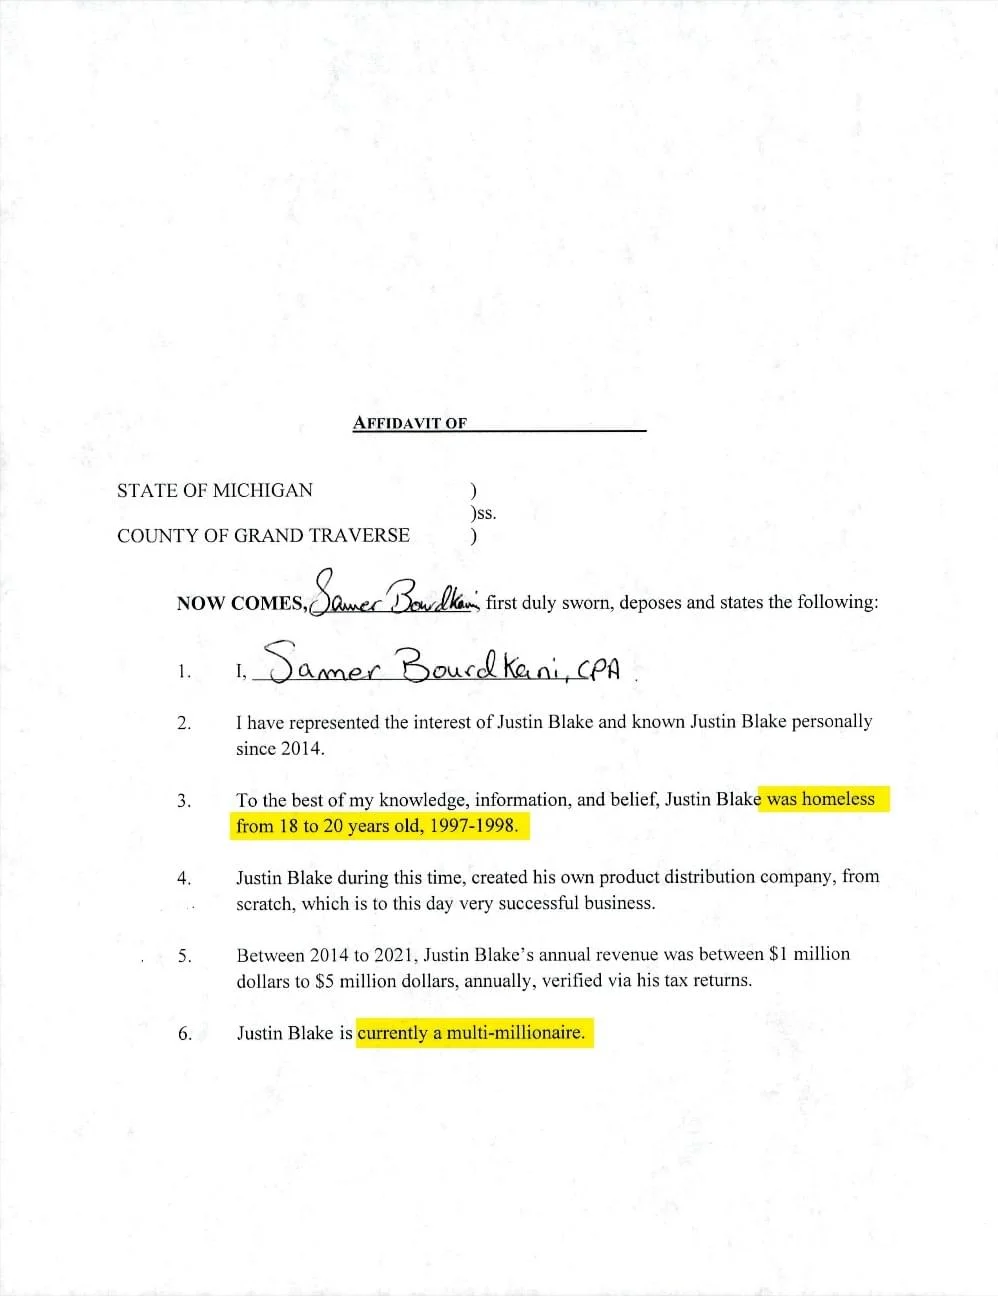 AFFIDAVIT OF
STATE OF MICHIGAN )
)ss.
COUNTY OF GRAND TRAVERSE )
NOW COMES, Samer Bourdkani first duly sworn, deposes and states the following:
1. I, Samer Bourdkani, CPA .
2. I have represented the interest of Justin Blake and known Justin Blake personally
since 2014.
3. To the best of my knowledge, information, and belief, Justin Blake was homeless
from 18 to 20 years old, 1997-1998.
4. Justin Blake during this time, created his own product distribution company, from
scratch, which is to this day very successful business.
5. Between 2014 to 2021, Justin Blake’s annual revenue was between $1 million
dollars to $5 million dollars, annually, verified via his tax returns.
6. Justin Blake is currently a multi-millionaire.